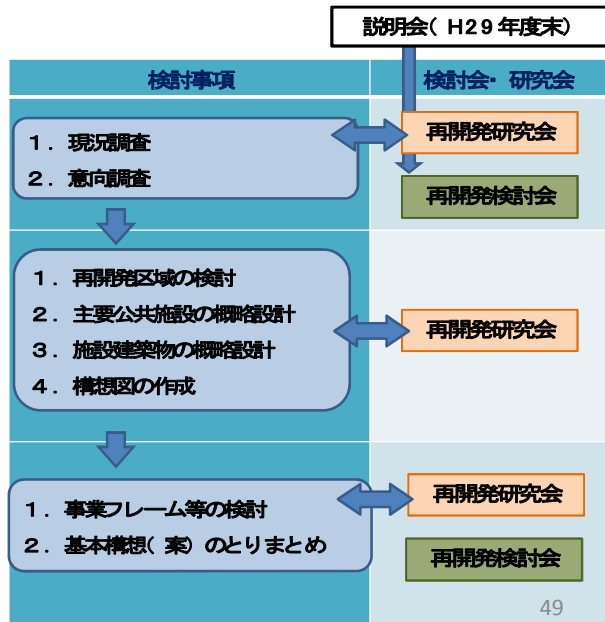 説明会( H29年度末)
検討事項
検討会・ 研究会
1. 現況調査
2. 意向調査
再開発研究会
再開発検討会
1. 再開発区域の検討
2. 主要公共施設の概略設計
3. 施設建築物の概略設計
4. 構想図の作成
再開発研究会
1. 事業フレーム等の検討
2. 基本構想( 案) のとりまとめ
再開発研究会
再開発検討会
49